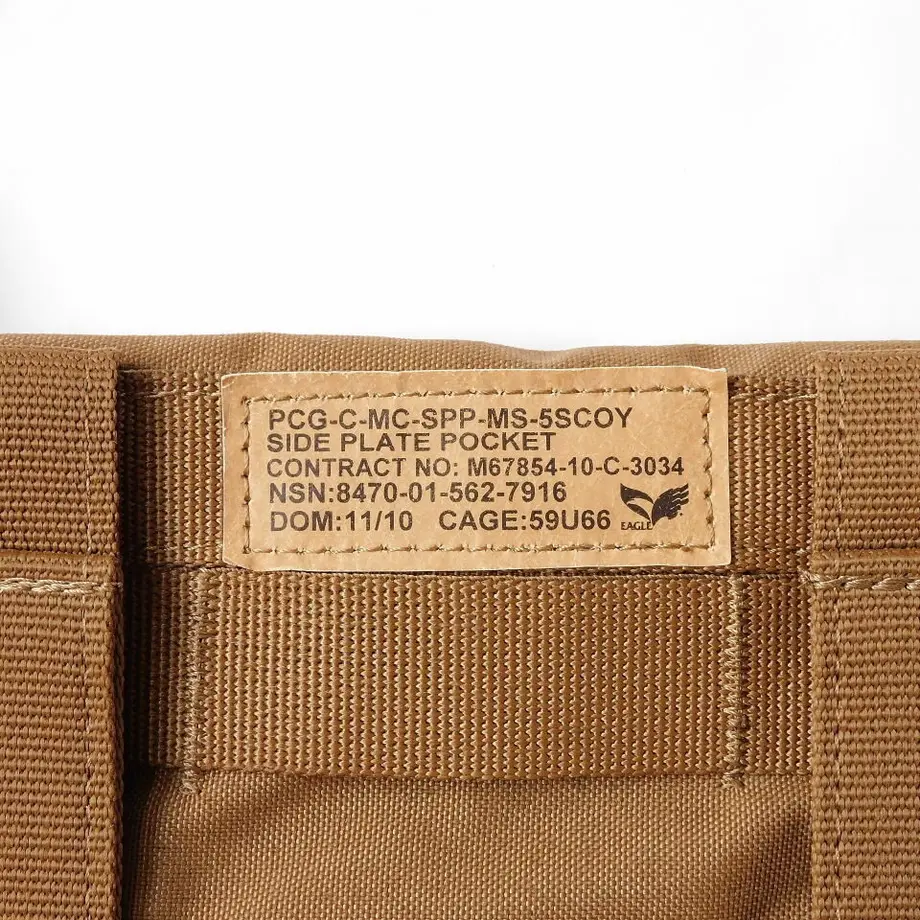 PCG-C-MC-SPP-MS-5SCOY
SIDE PLATE POCKET
CONTRACT NO: M67854-10-C-3034
NSN:8470-01-562-7916
DOM:11/10 CAGE:59U66
EAGLE